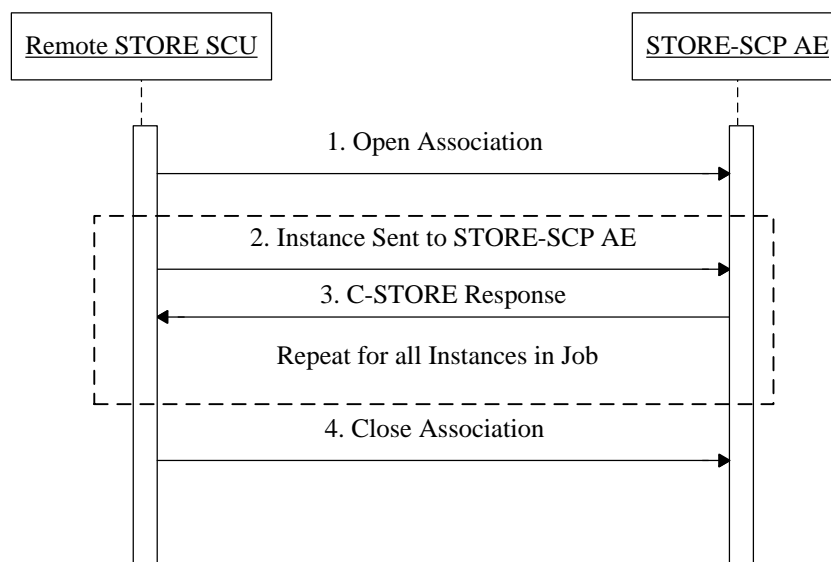 Remote STORE SCU
STORE-SCP AE
1. Open Association
2. Instance Sent to STORE-SCP AE
3. C-STORE Response
Repeat for all Instances in Job
4. Close Association